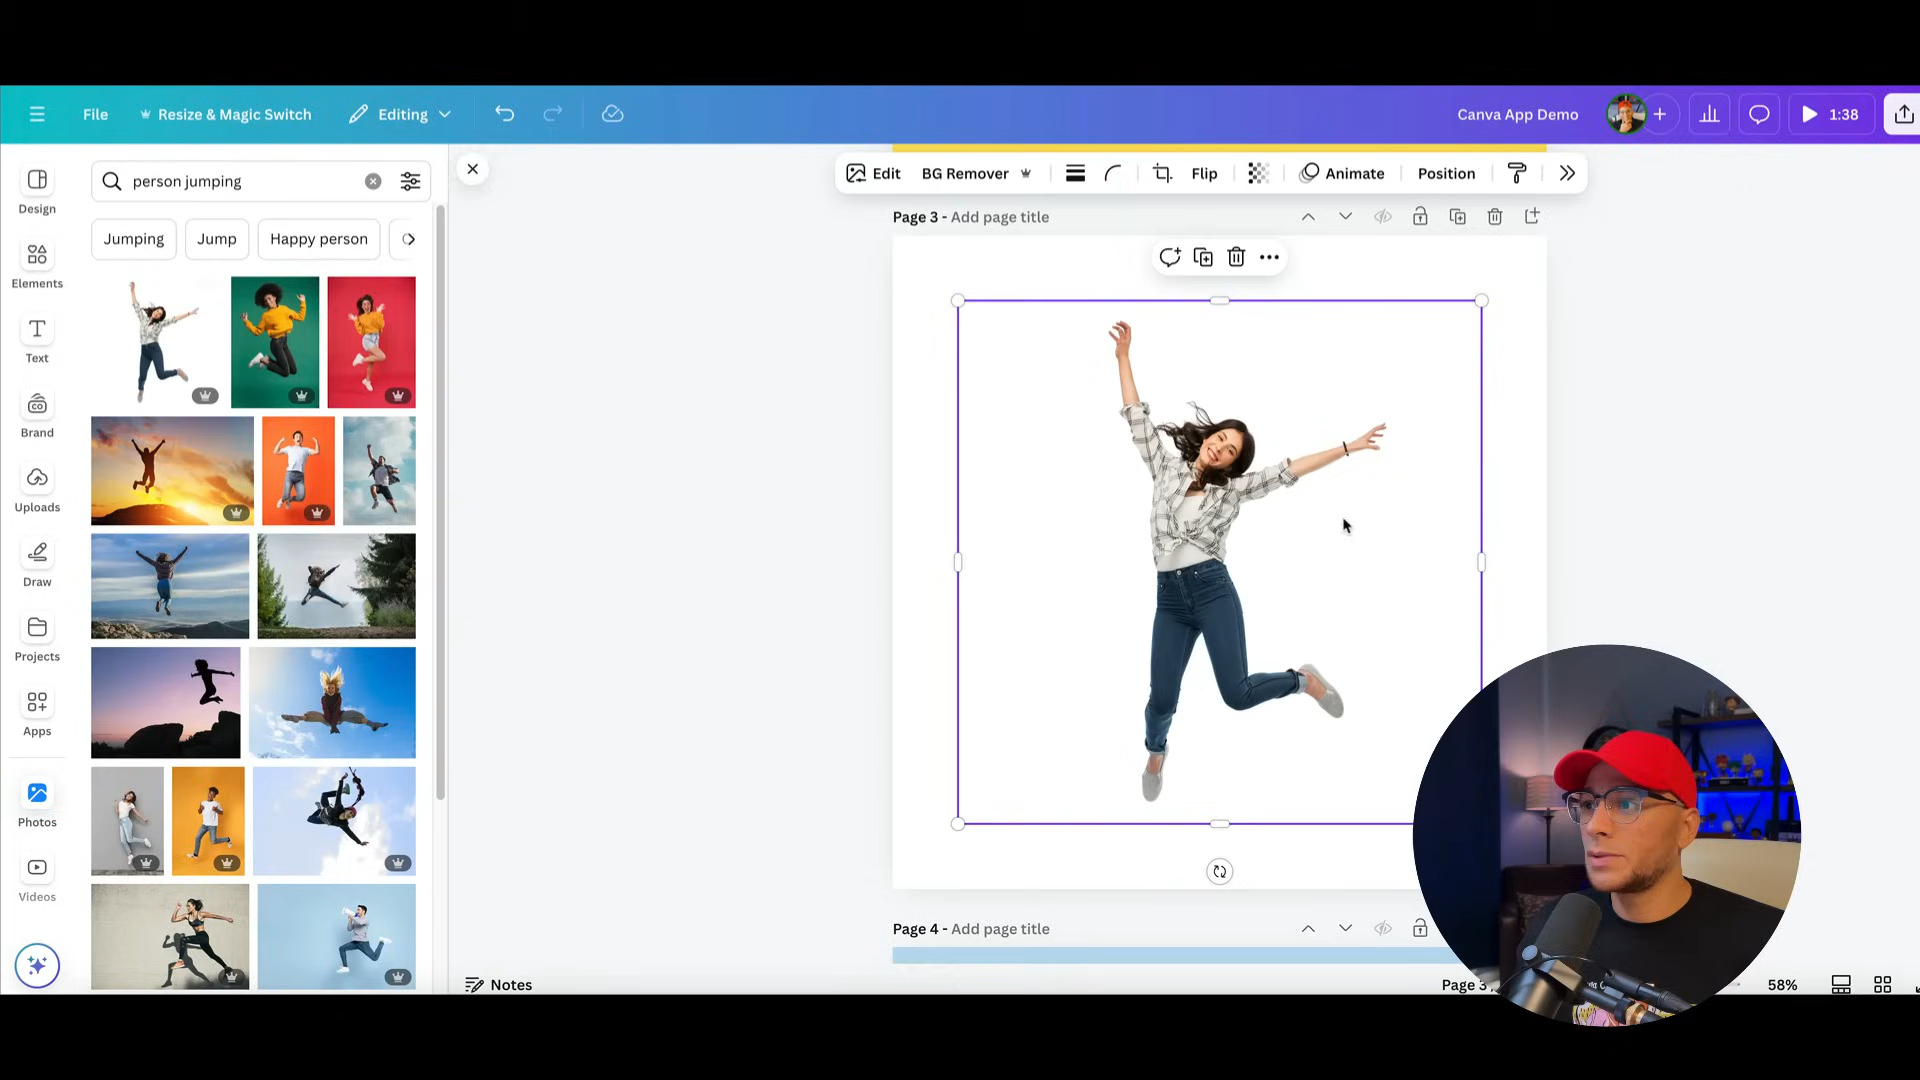 File
Resize & Magic Switch
Editing
Canva App Demo
1:38
person jumping
Jumping
Jump
Happy person
Edit
BG Remover
Flip
Animate
Position
Page 3 - Add page title
Design
Elements
Text
Brand
Uploads
Draw
Projects
Apps
Photos
Videos
Page 4 - Add page title
Notes
Page 3
58%